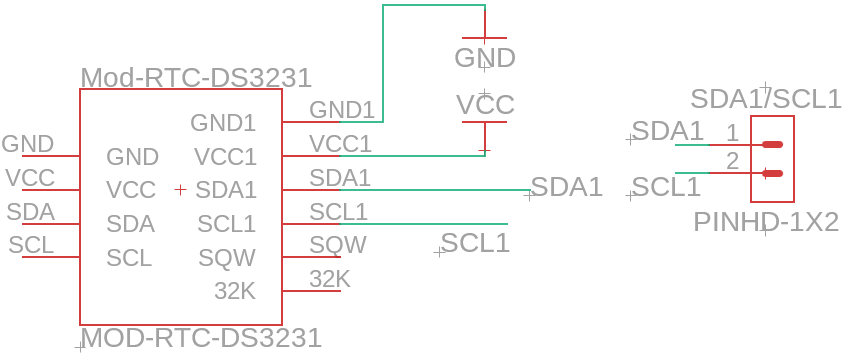 Mod-RTC-DS3231
GND GND GND1 GND1
VCC VCC VCC1 VCC1
SDA SDA SDA1 SDA1
SCL SCL SCL1 SCL1
SQW SQW
32K 32K
MOD-RTC-DS3231
GND
VCC
SDA1
SCL1
SDA1/SCL1
SDA1 1
2
SCL1
PINHD-1X2